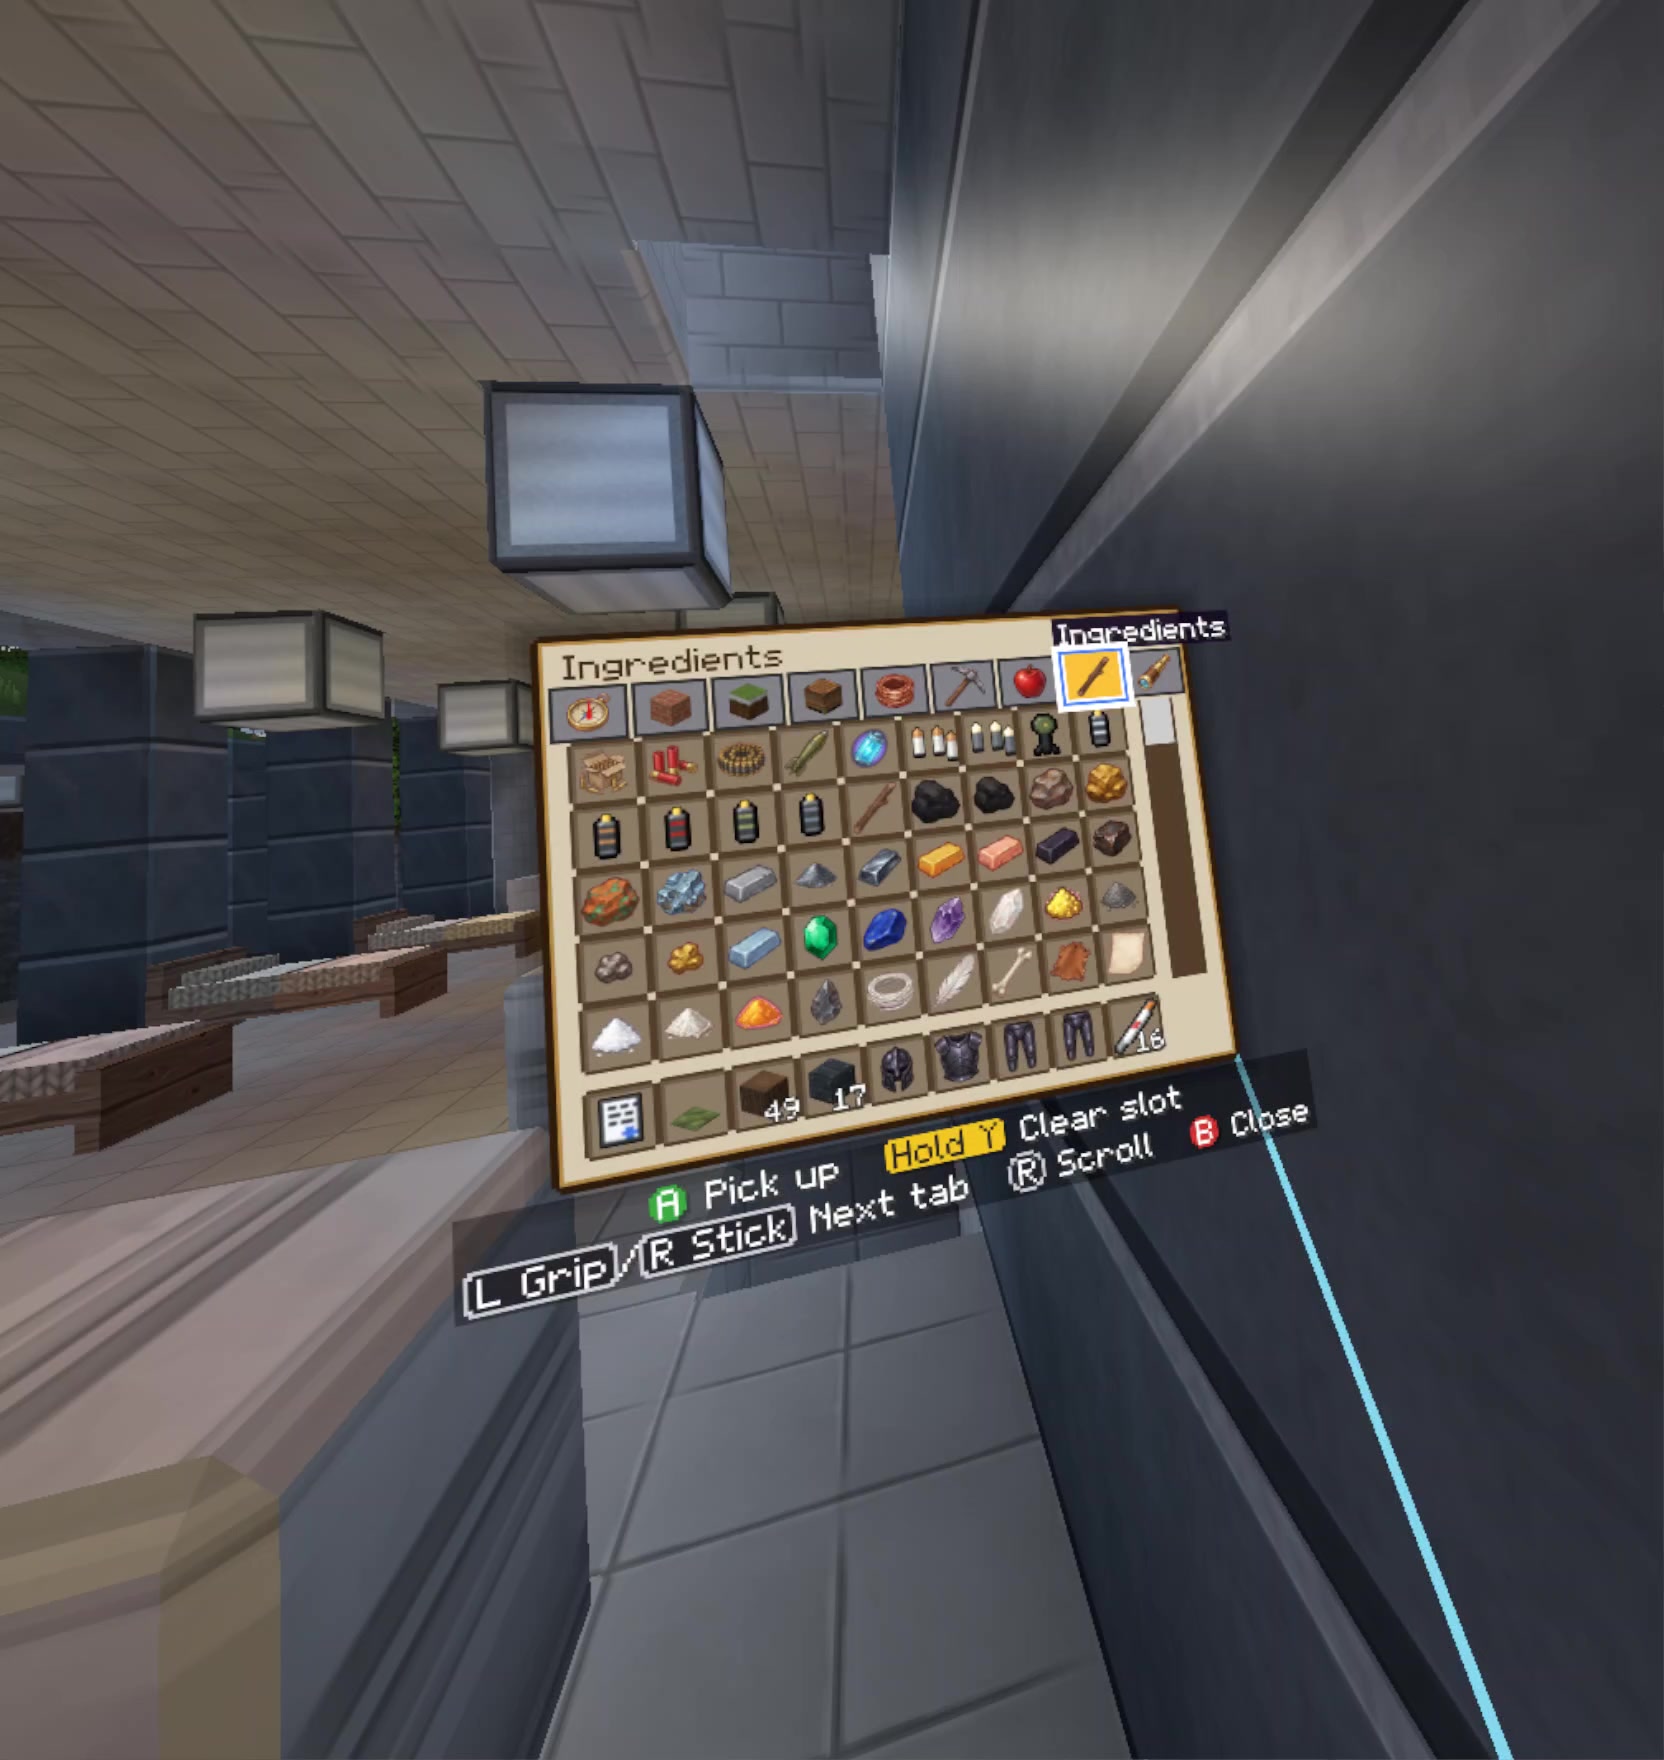 Ingredients
Ingredients
16
49
17
Hold Y Clear slot
A Pick up
R Scroll
B Close
L Grip/R Stick Next tab